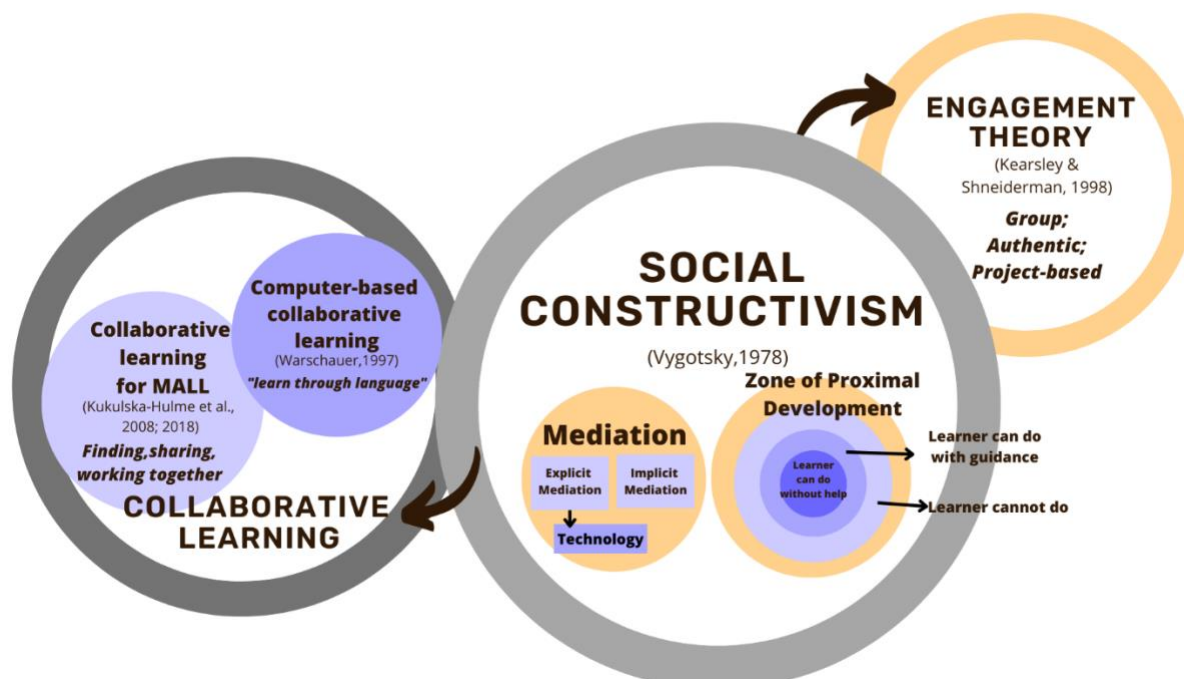 ENGAGEMENT
THEORY
(Kearsley &
Shneiderman, 1998)
Group;
Authentic;
Project-based
SOCIAL
CONSTRUCTIVISM
(Vygotsky,1978)
Mediation
Explicit
Mediation
Implicit
Mediation
Technology
Zone of Proximal
Development
Learner
can do
without help
Learner can do
with guidance
Learner cannot do
Computer-based
collaborative
learning
(Warschauer,1997)
"learn through language"
Collaborative
learning
for MALL
(Kukulska-Hulme et al.,
2008; 2018)
Finding,sharing,
working together
COLLABORATIVE
LEARNING